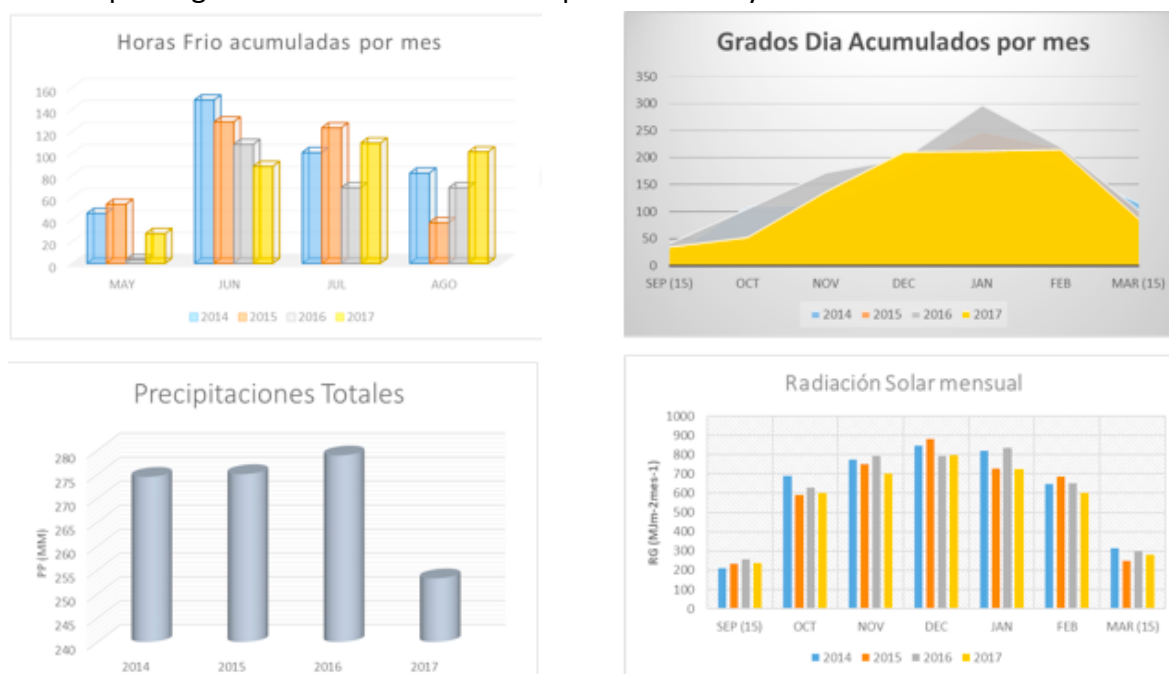 Horas Frio acumuladas por mes
160
140
120
100
80
60
40
20
0
MAY JUN JUL AGO
2014 2015 2016 2017
Grados Dia Acumulados por mes
350
300
250
200
150
100
50
0
SEP (15) OCT NOV DEC JAN FEB MAR (15)
2014 2015 2016 2017
Precipitaciones Totales
PP (MM)
280
275
270
265
260
255
250
245
240
2014 2015 2016 2017
Radiación Solar mensual
RG (MJm-2mes-1)
1000
900
800
700
600
500
400
300
200
100
0
SEP (15) OCT NOV DEC JAN FEB MAR (15)
2014 2015 2016 2017